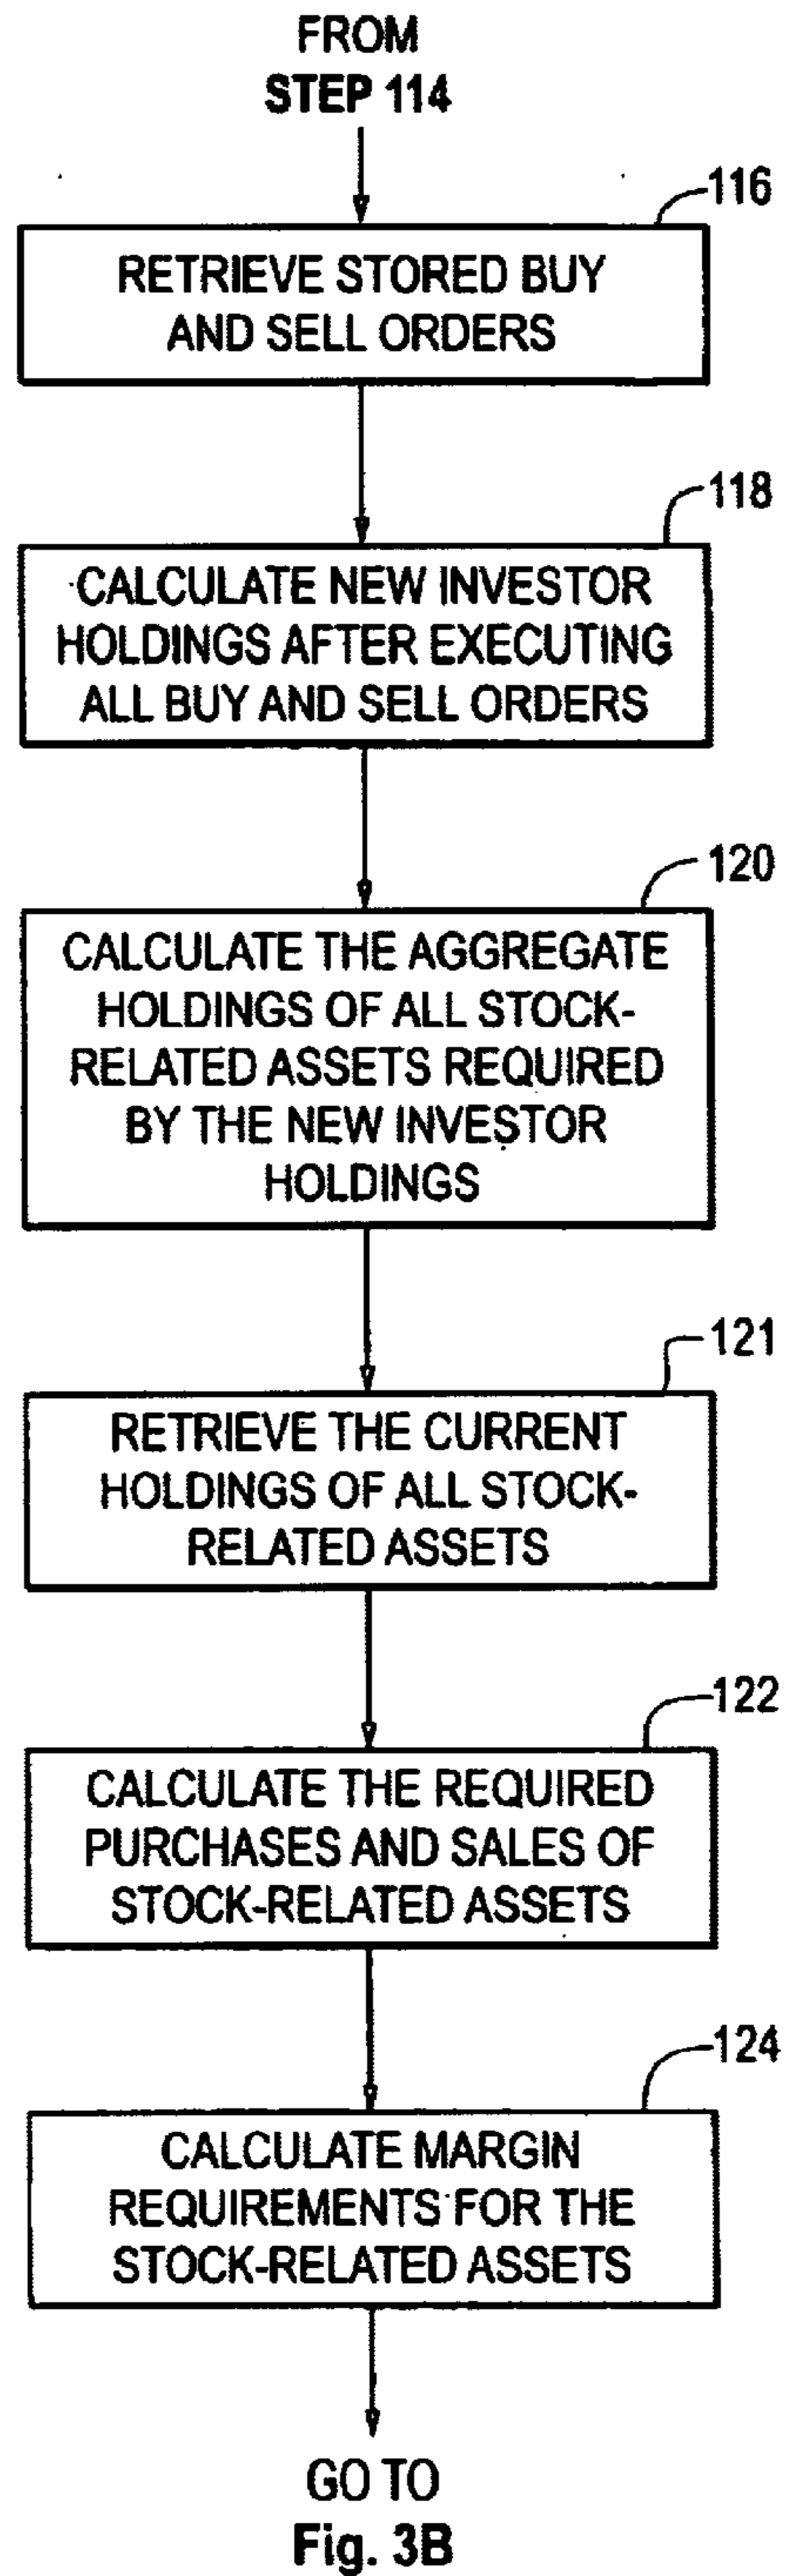 FROM
STEP 114
116
RETRIEVE STORED BUY
AND SELL ORDERS
118
CALCULATE NEW INVESTOR
HOLDINGS AFTER EXECUTING
ALL BUY AND SELL ORDERS
120
CALCULATE THE AGGREGATE
HOLDINGS OF ALL STOCK-
RELATED ASSETS REQUIRED
BY THE NEW INVESTOR
HOLDINGS
121
RETRIEVE THE CURRENT
HOLDINGS OF ALL STOCK-
RELATED ASSETS
122
CALCULATE THE REQUIRED
PURCHASES AND SALES OF
STOCK-RELATED ASSETS
124
CALCULATE MARGIN
REQUIREMENTS FOR THE
STOCK-RELATED ASSETS
GO TO
Fig. 3B